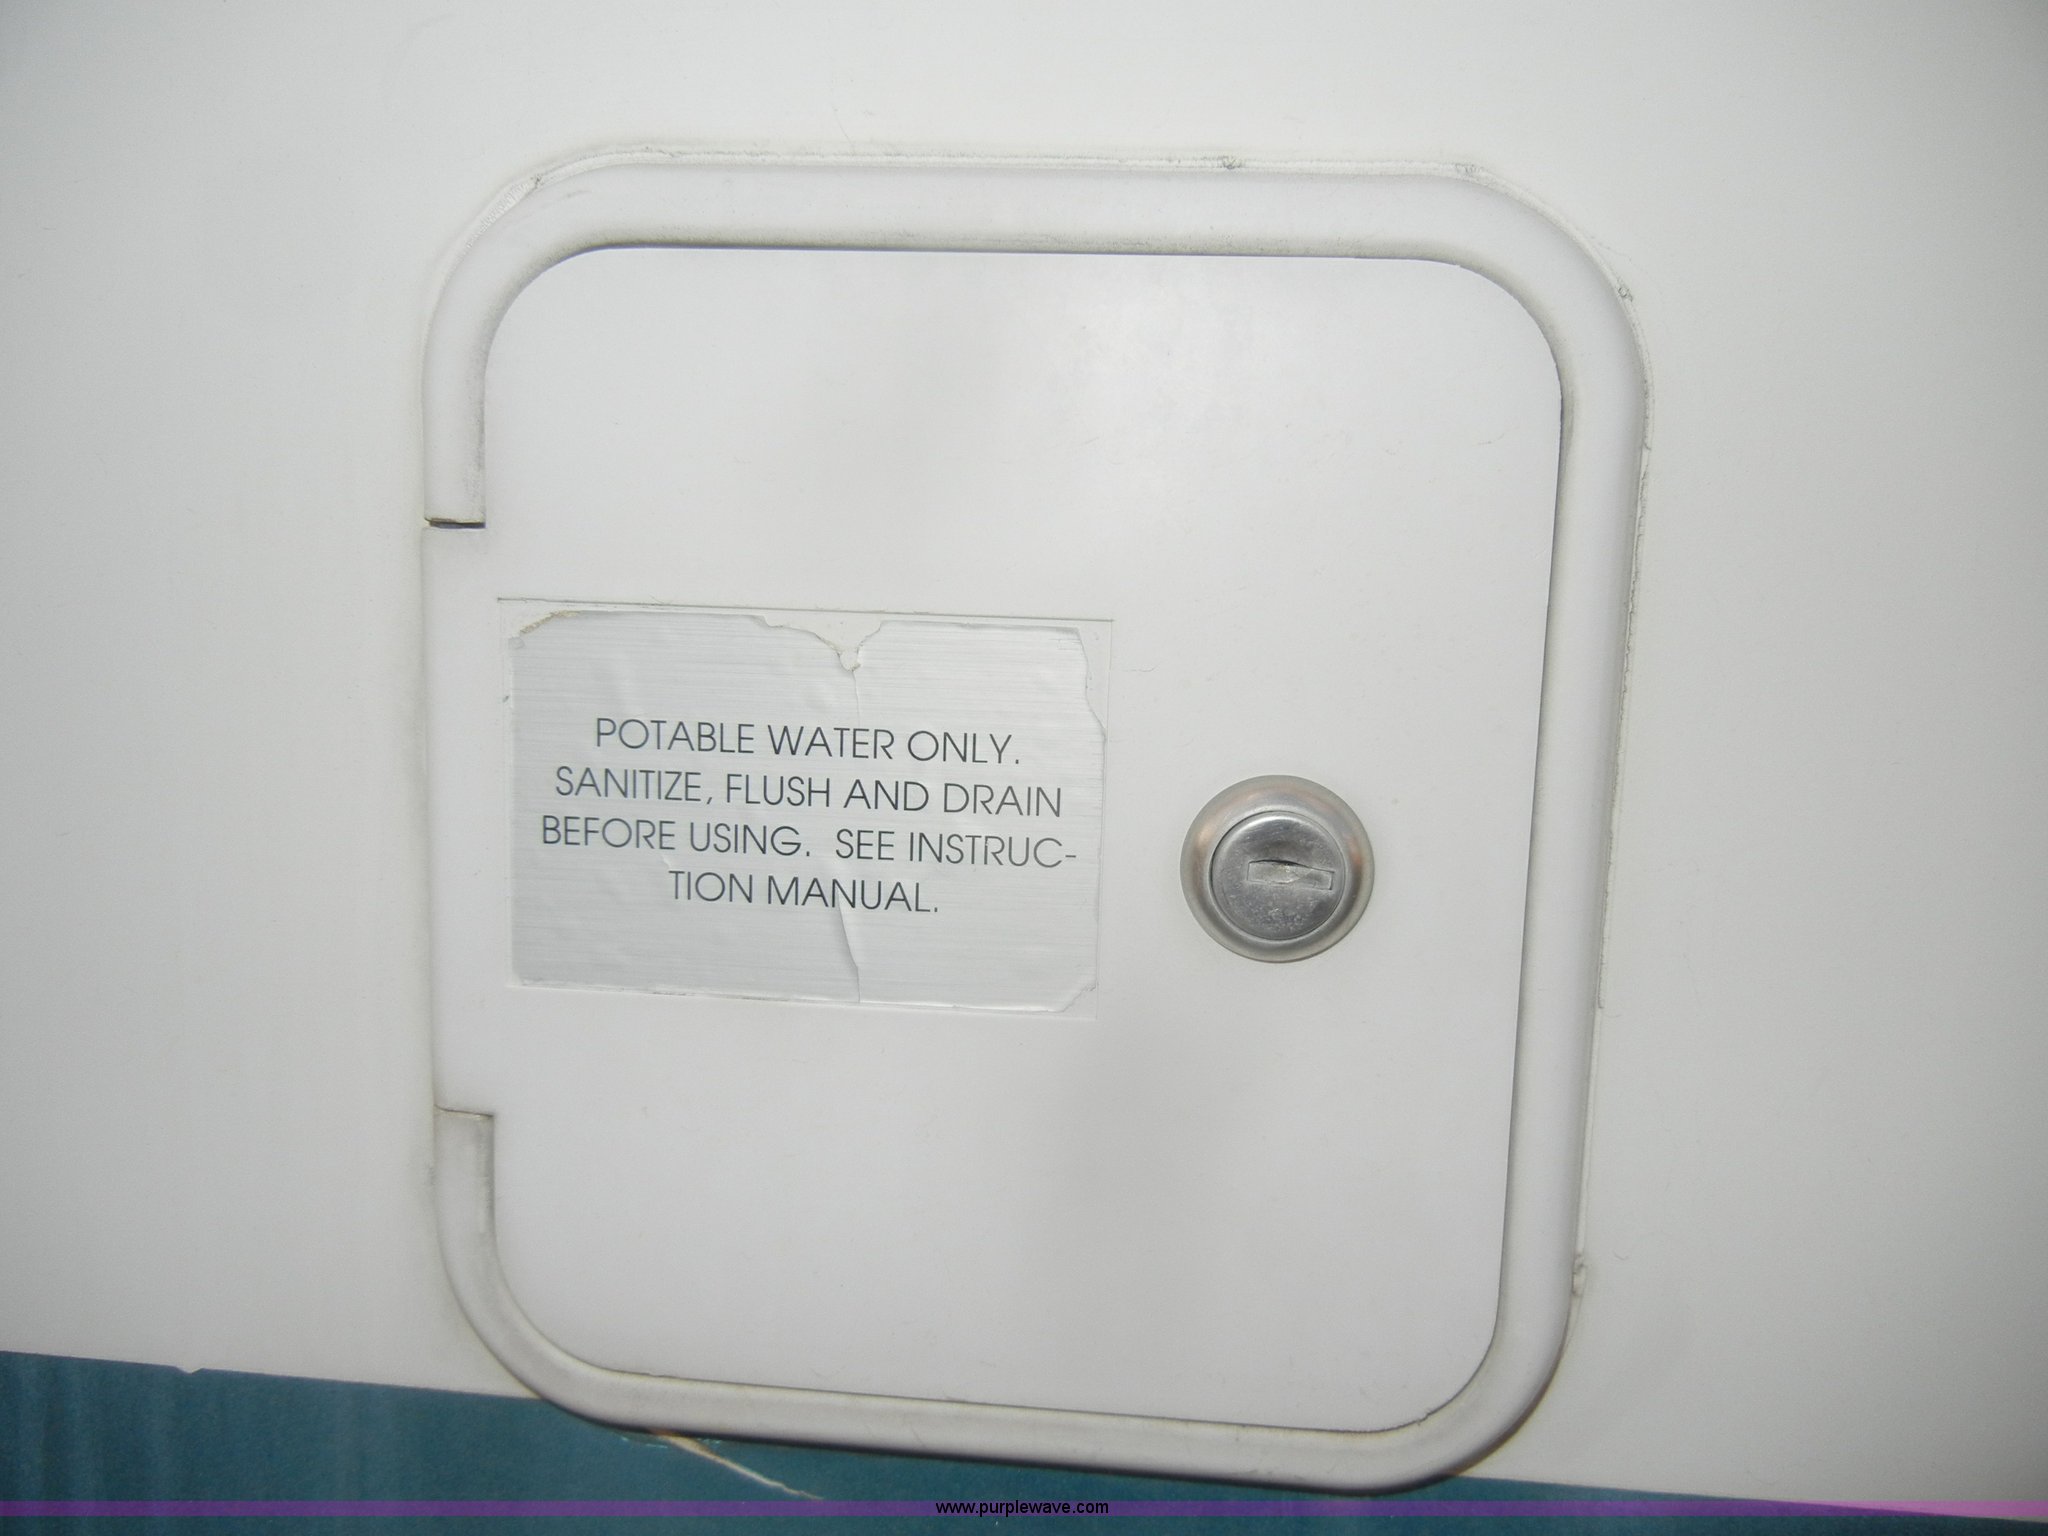 POTABLE WATER ONLY.
SANITIZE, FLUSH AND DRAIN
BEFORE USING.  SEE INSTRUC-
TION MANUAL.
www.purplewave.com